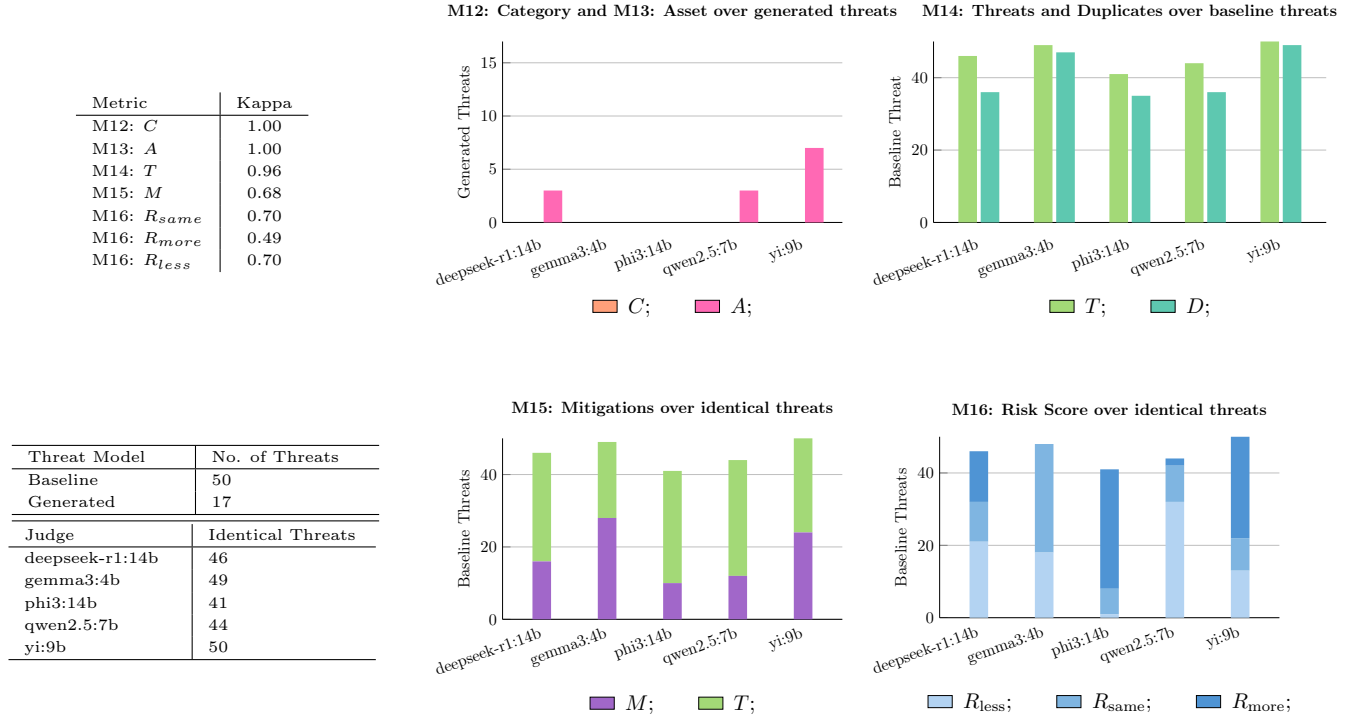 Metric Kappa
M12: C 1.00
M13: A 1.00
M14: T 0.96
M15: M 0.68
M16: R_same 0.70
M16: R_more 0.49
M16: R_less 0.70
M12: Category and M13: Asset over generated threats
Generated Threats
15
10
5
0
deepseek-r1:14b
gemma3:4b
phi3:14b
qwen2.5:7b
yi:9b
C; A;
M14: Threats and Duplicates over baseline threats
Baseline Threat
40
20
0
deepseek-r1:14b
gemma3:4b
phi3:14b
qwen2.5:7b
yi:9b
T; D;
Threat Model No. of Threats
Baseline 50
Generated 17
Judge Identical Threats
deepseek-r1:14b 46
gemma3:4b 49
phi3:14b 41
qwen2.5:7b 44
yi:9b 50
M15: Mitigations over identical threats
Baseline Threats
40
20
0
deepseek-r1:14b
gemma3:4b
phi3:14b
qwen2.5:7b
yi:9b
M; T;
M16: Risk Score over identical threats
Baseline Threats
40
20
0
deepseek-r1:14b
gemma3:4b
phi3:14b
qwen2.5:7b
yi:9b
R_less; R_same; R_more;